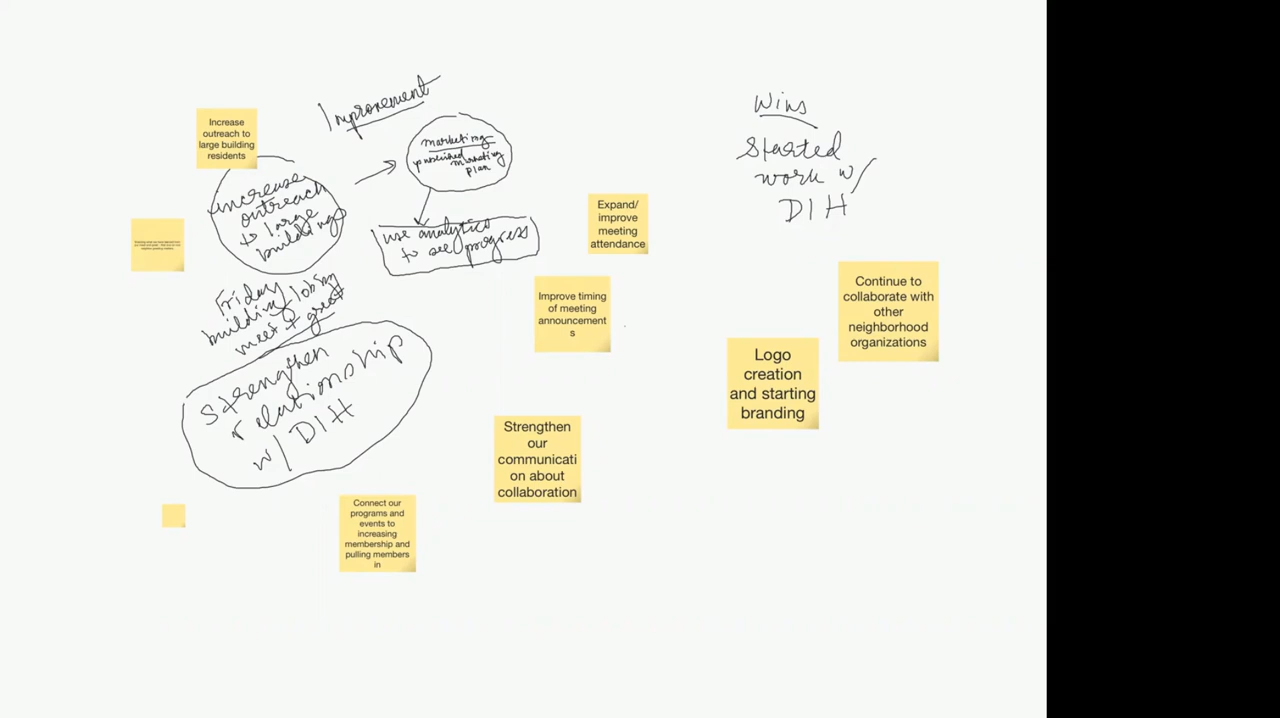 Improvement
Increase
outreach to
large building
residents
increase
outreach
to large
buildings
marketing
published marketing
plan
use analytics
to see progress
Friday
building
meet + great
Strengthen
relationship
w/ DIH
Expand/
improve
meeting
attendance
Improve timing
of meeting
announcement
s
Strengthen
our
communicati
on about
collaboration
Connect our
programs and
events to
increasing
membership and
pulling members
in
Wins
Started
work w/
DIH
Continue to
collaborate with
other
neighborhood
organizations
Logo
creation
and starting
branding